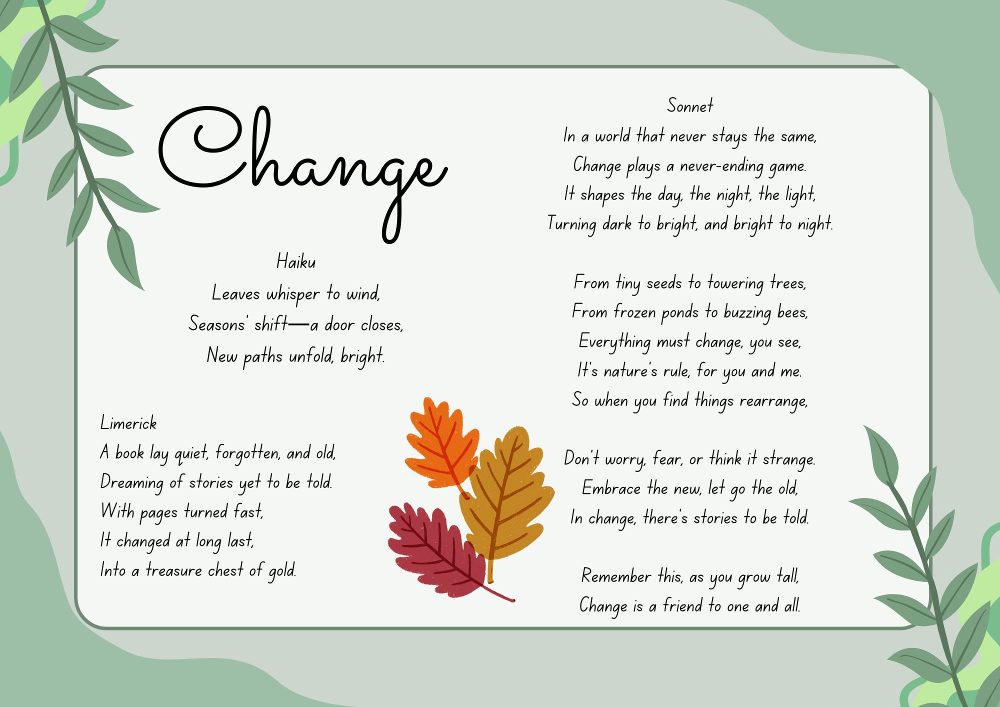 Change
Haiku
Leaves whisper to wind,
Seasons' shift—a door closes,
New paths unfold, bright.
Limerick
A book lay quiet, forgotten, and old,
Dreaming of stories yet to be told.
With pages turned fast,
It changed at long last,
Into a treasure chest of gold.
Sonnet
In a world that never stays the same,
Change plays a never-ending game.
It shapes the day, the night, the light,
Turning dark to bright, and bright to night.
From tiny seeds to towering trees,
From frozen ponds to buzzing bees,
Everything must change, you see,
It's nature's rule, for you and me.
So when you find things rearrange,
Don't worry, fear, or think it strange.
Embrace the new, let go the old,
In change, there's stories to be told.
Remember this, as you grow tall,
Change is a friend to one and all.